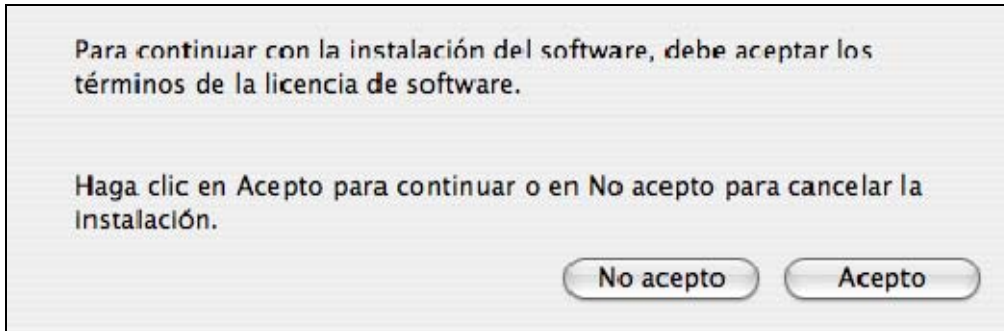 Para continuar con la instalación del software, debe aceptar los
términos de la licencia de software.
Haga clic en Acepto para continuar o en No acepto para cancelar la
instalación.
No acepto Acepto